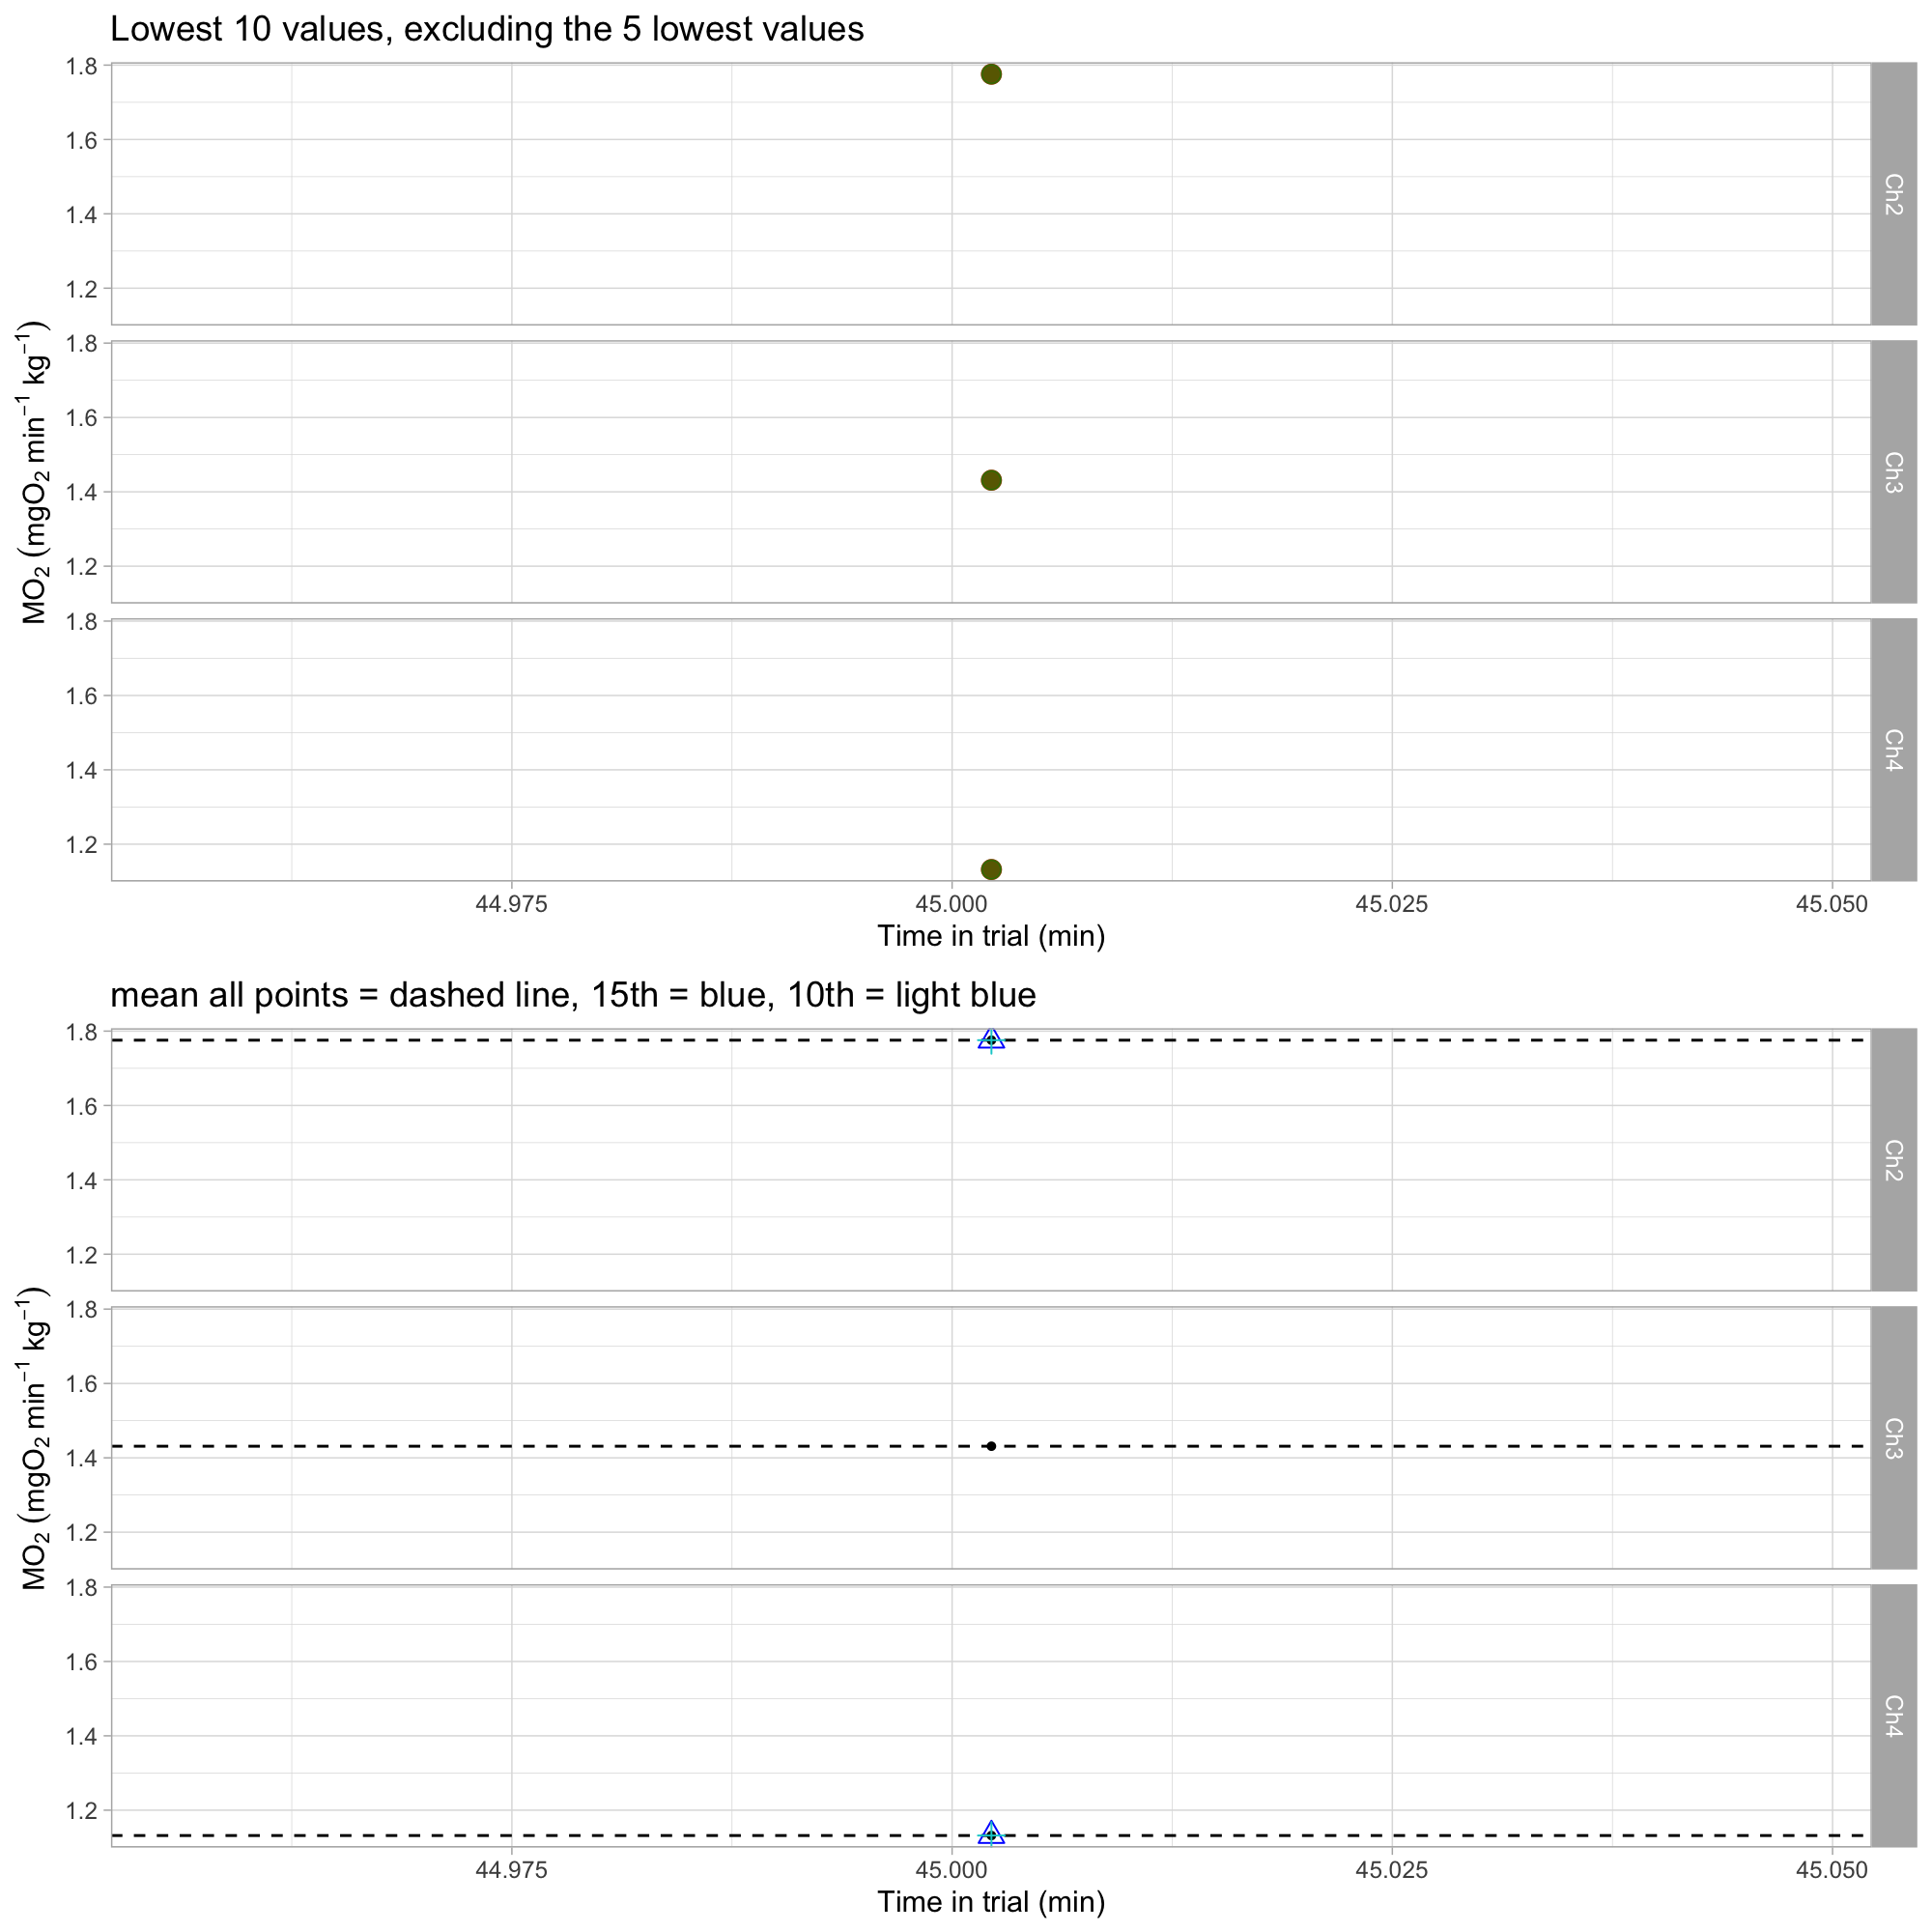 Lowest 10 values, excluding the 5 lowest values
MO₂ (mgO₂ min⁻¹ kg⁻¹)
1.8
1.6
1.4
1.2
Ch2
1.8
1.6
1.4
1.2
Ch3
1.8
1.6
1.4
1.2
Ch4
44.975 45.000 45.025 45.050
Time in trial (min)
mean all points = dashed line, 15th = blue, 10th = light blue
MO₂ (mgO₂ min⁻¹ kg⁻¹)
1.8
1.6
1.4
1.2
Ch2
1.8
1.6
1.4
1.2
Ch3
1.8
1.6
1.4
1.2
Ch4
44.975 45.000 45.025 45.050
Time in trial (min)